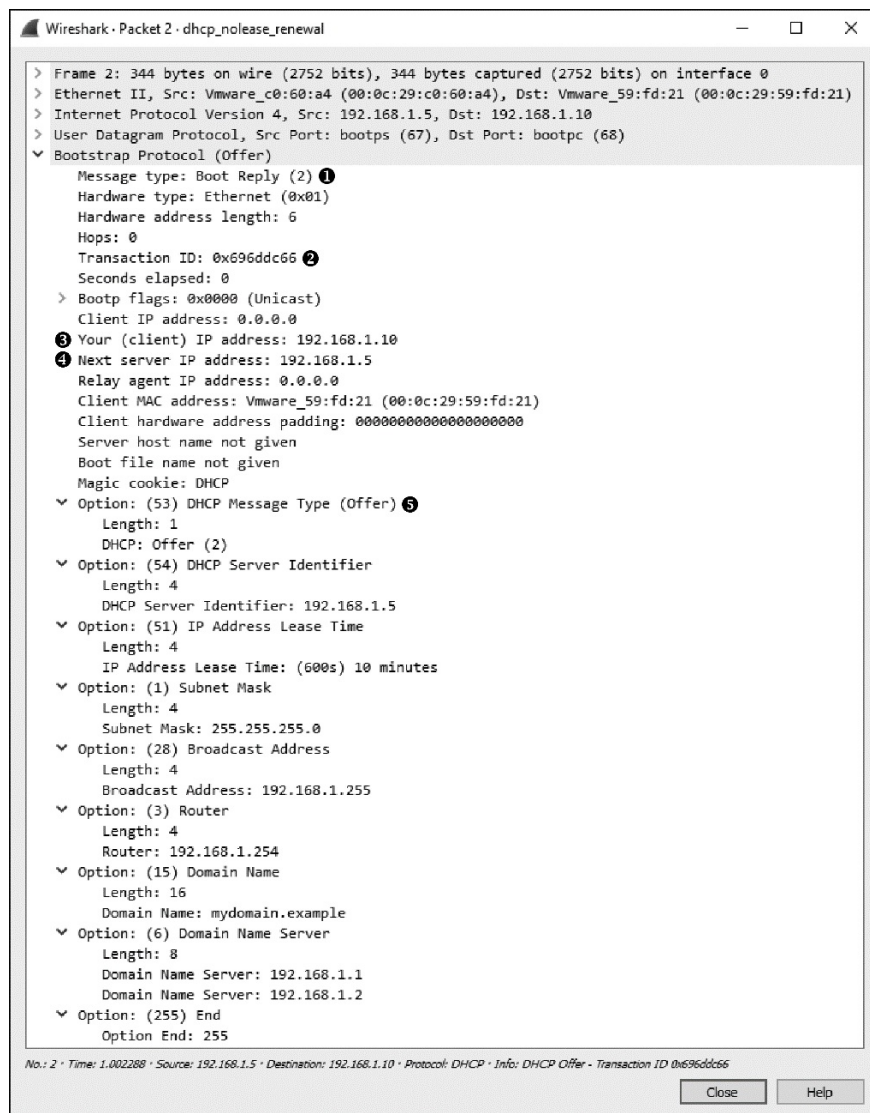 Wireshark · Packet 2 · dhcp_nolease_renewal
Frame 2: 344 bytes on wire (2752 bits), 344 bytes captured (2752 bits) on interface 0
Ethernet II, Src: Vmware_c0:60:a4 (00:0c:29:c0:60:a4), Dst: Vmware_59:fd:21 (00:0c:29:59:fd:21)
Internet Protocol Version 4, Src: 192.168.1.5, Dst: 192.168.1.10
User Datagram Protocol, Src Port: bootps (67), Dst Port: bootpc (68)
Bootstrap Protocol (Offer)
Message type: Boot Reply (2) ❶
Hardware type: Ethernet (0x01)
Hardware address length: 6
Hops: 0
Transaction ID: 0x696ddc66 ❷
Seconds elapsed: 0
Bootp flags: 0x0000 (Unicast)
Client IP address: 0.0.0.0
❸ Your (client) IP address: 192.168.1.10
❹ Next server IP address: 192.168.1.5
Relay agent IP address: 0.0.0.0
Client MAC address: Vmware_59:fd:21 (00:0c:29:59:fd:21)
Client hardware address padding: 00000000000000000000
Server host name not given
Boot file name not given
Magic cookie: DHCP
Option: (53) DHCP Message Type (Offer) ❺
Length: 1
DHCP: Offer (2)
Option: (54) DHCP Server Identifier
Length: 4
DHCP Server Identifier: 192.168.1.5
Option: (51) IP Address Lease Time
Length: 4
IP Address Lease Time: (600s) 10 minutes
Option: (1) Subnet Mask
Length: 4
Subnet Mask: 255.255.255.0
Option: (28) Broadcast Address
Length: 4
Broadcast Address: 192.168.1.255
Option: (3) Router
Length: 4
Router: 192.168.1.254
Option: (15) Domain Name
Length: 16
Domain Name: mydomain.example
Option: (6) Domain Name Server
Length: 8
Domain Name Server: 192.168.1.1
Domain Name Server: 192.168.1.2
Option: (255) End
Option End: 255
No.: 2 · Time: 1.002288 · Source: 192.168.1.5 · Destination: 192.168.1.10 · Protocol: DHCP · Info: DHCP Offer - Transaction ID 0x696ddc66
Close Help